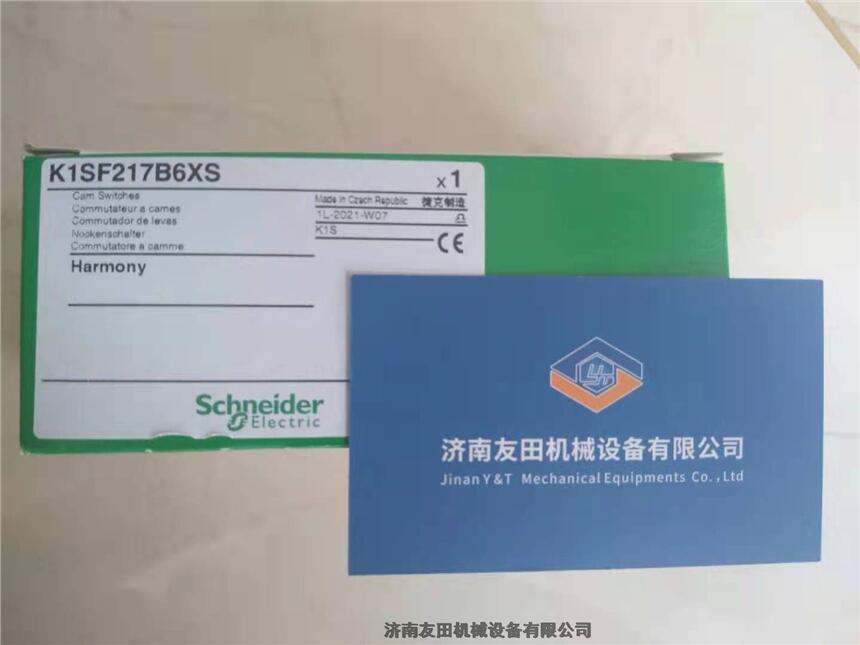 K1SF217B6XS
x 1
Cam Switches
Commutateur a cames
Commutador de levas
Nockenschalter
Commutatore a camme
Made in Czech Republic 捷克制造
1L-2021-W07
K1S
CE
Harmony
Schneider
Electric
YT
济南友田机械设备有限公司
Jinan Y&T Mechanical Equipments Co.,Ltd
济南友田机械设备有限公司